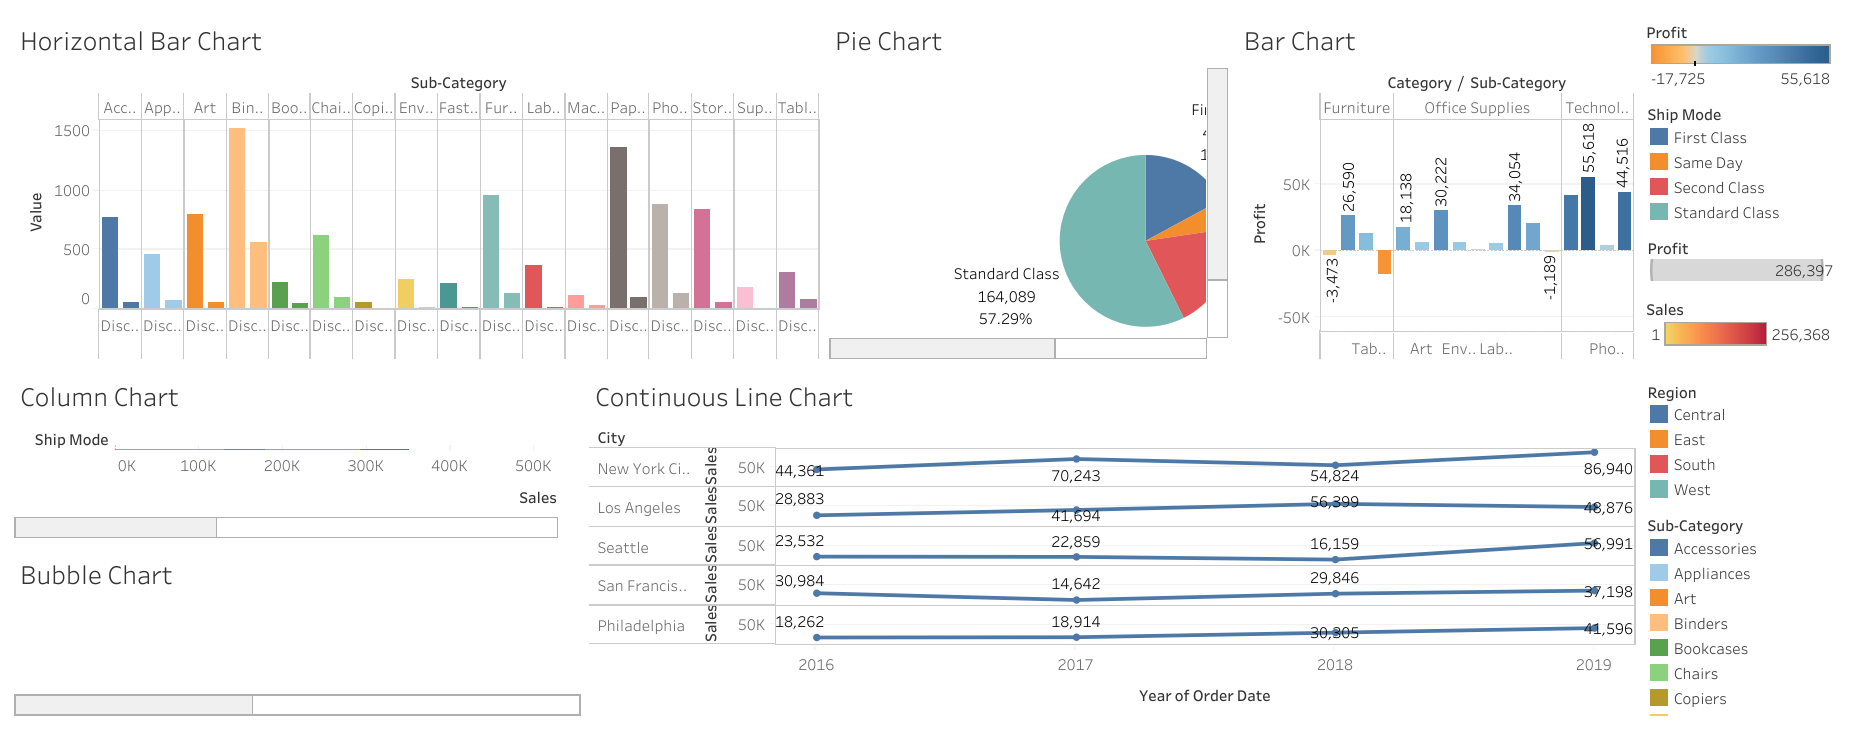 Horizontal Bar Chart
Sub-Category
Acc.. App.. Art Bin.. Boo.. Chai.. Copi.. Env.. Fast.. Fur.. Lab.. Mac.. Pap.. Pho.. Stor.. Sup.. Tabl..
1500
1000
500
0
Value
Disc.. Disc.. Disc.. Disc.. Disc.. Disc.. Disc.. Disc.. Disc.. Disc.. Disc.. Disc.. Disc.. Disc.. Disc.. Disc.. Disc..
Pie Chart
Standard Class
164,089
57.29%
Bar Chart
Category / Sub-Category
Furniture Office Supplies Technol..
50K
0K
-50K
Profit
-3,473
26,590
18,138
30,222
34,054
-1,189
55,618
44,516
Tab.. Art Env.. Lab.. Pho..
Profit
-17,725 55,618
Ship Mode
First Class
Same Day
Second Class
Standard Class
Profit
286,397
Sales
1 256,368
Column Chart
Ship Mode
0K 100K 200K 300K 400K 500K
Sales
Bubble Chart
Continuous Line Chart
City
New York Ci.. Sales 50K 44,361 70,243 54,824 86,940
Los Angeles Sales 50K 28,883 41,694 56,399 48,876
Seattle Sales 50K 23,532 22,859 16,159 56,991
San Francis.. Sales 50K 30,984 14,642 29,846 37,198
Philadelphia Sales 50K 18,262 18,914 30,305 41,596
2016 2017 2018 2019
Year of Order Date
Region
Central
East
South
West
Sub-Category
Accessories
Appliances
Art
Binders
Bookcases
Chairs
Copiers